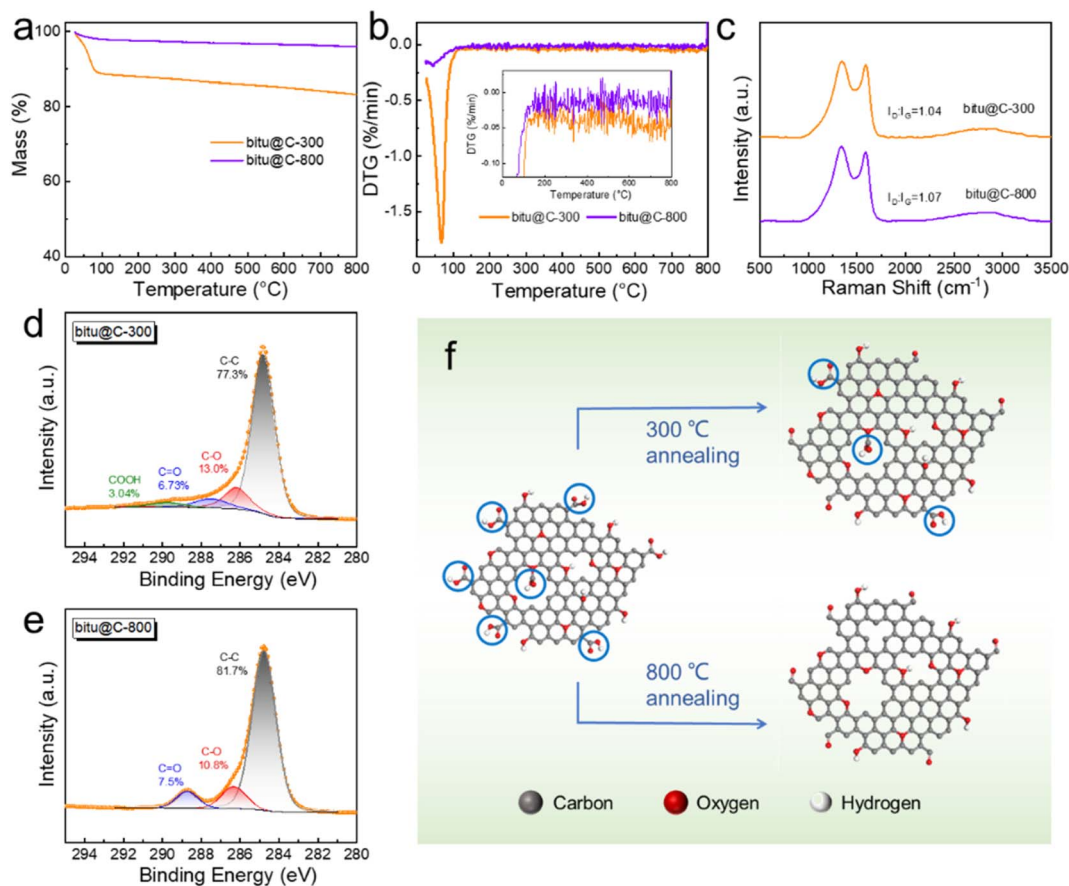 a
100
80
60
40
Mass (%)
bitu@C-300
bitu@C-800
0 100 200 300 400 500 600 700 800
Temperature (°C)
b
0.0
-0.5
-1.0
-1.5
DTG (%/min)
0.00
-0.05
-0.10
DTG (%/min)
200 400 600 800
Temperature (°C)
bitu@C-300
bitu@C-800
0 100 200 300 400 500 600 700 800
Temperature (°C)
c
Intensity (a.u.)
I_D:I_G=1.04
bitu@C-300
I_D:I_G=1.07
bitu@C-800
500 1000 1500 2000 2500 3000 3500
Raman Shift (cm⁻¹)
d
bitu@C-300
C-C
77.3%
C-O
13.0%
C=O
6.73%
COOH
3.04%
Intensity (a.u.)
294 292 290 288 286 284 282 280
Binding Energy (eV)
e
bitu@C-800
C-C
81.7%
C-O
10.8%
C=O
7.5%
Intensity (a.u.)
294 292 290 288 286 284 282 280
Binding Energy (eV)
f
300 ℃
annealing
800 ℃
annealing
Carbon
Oxygen
Hydrogen